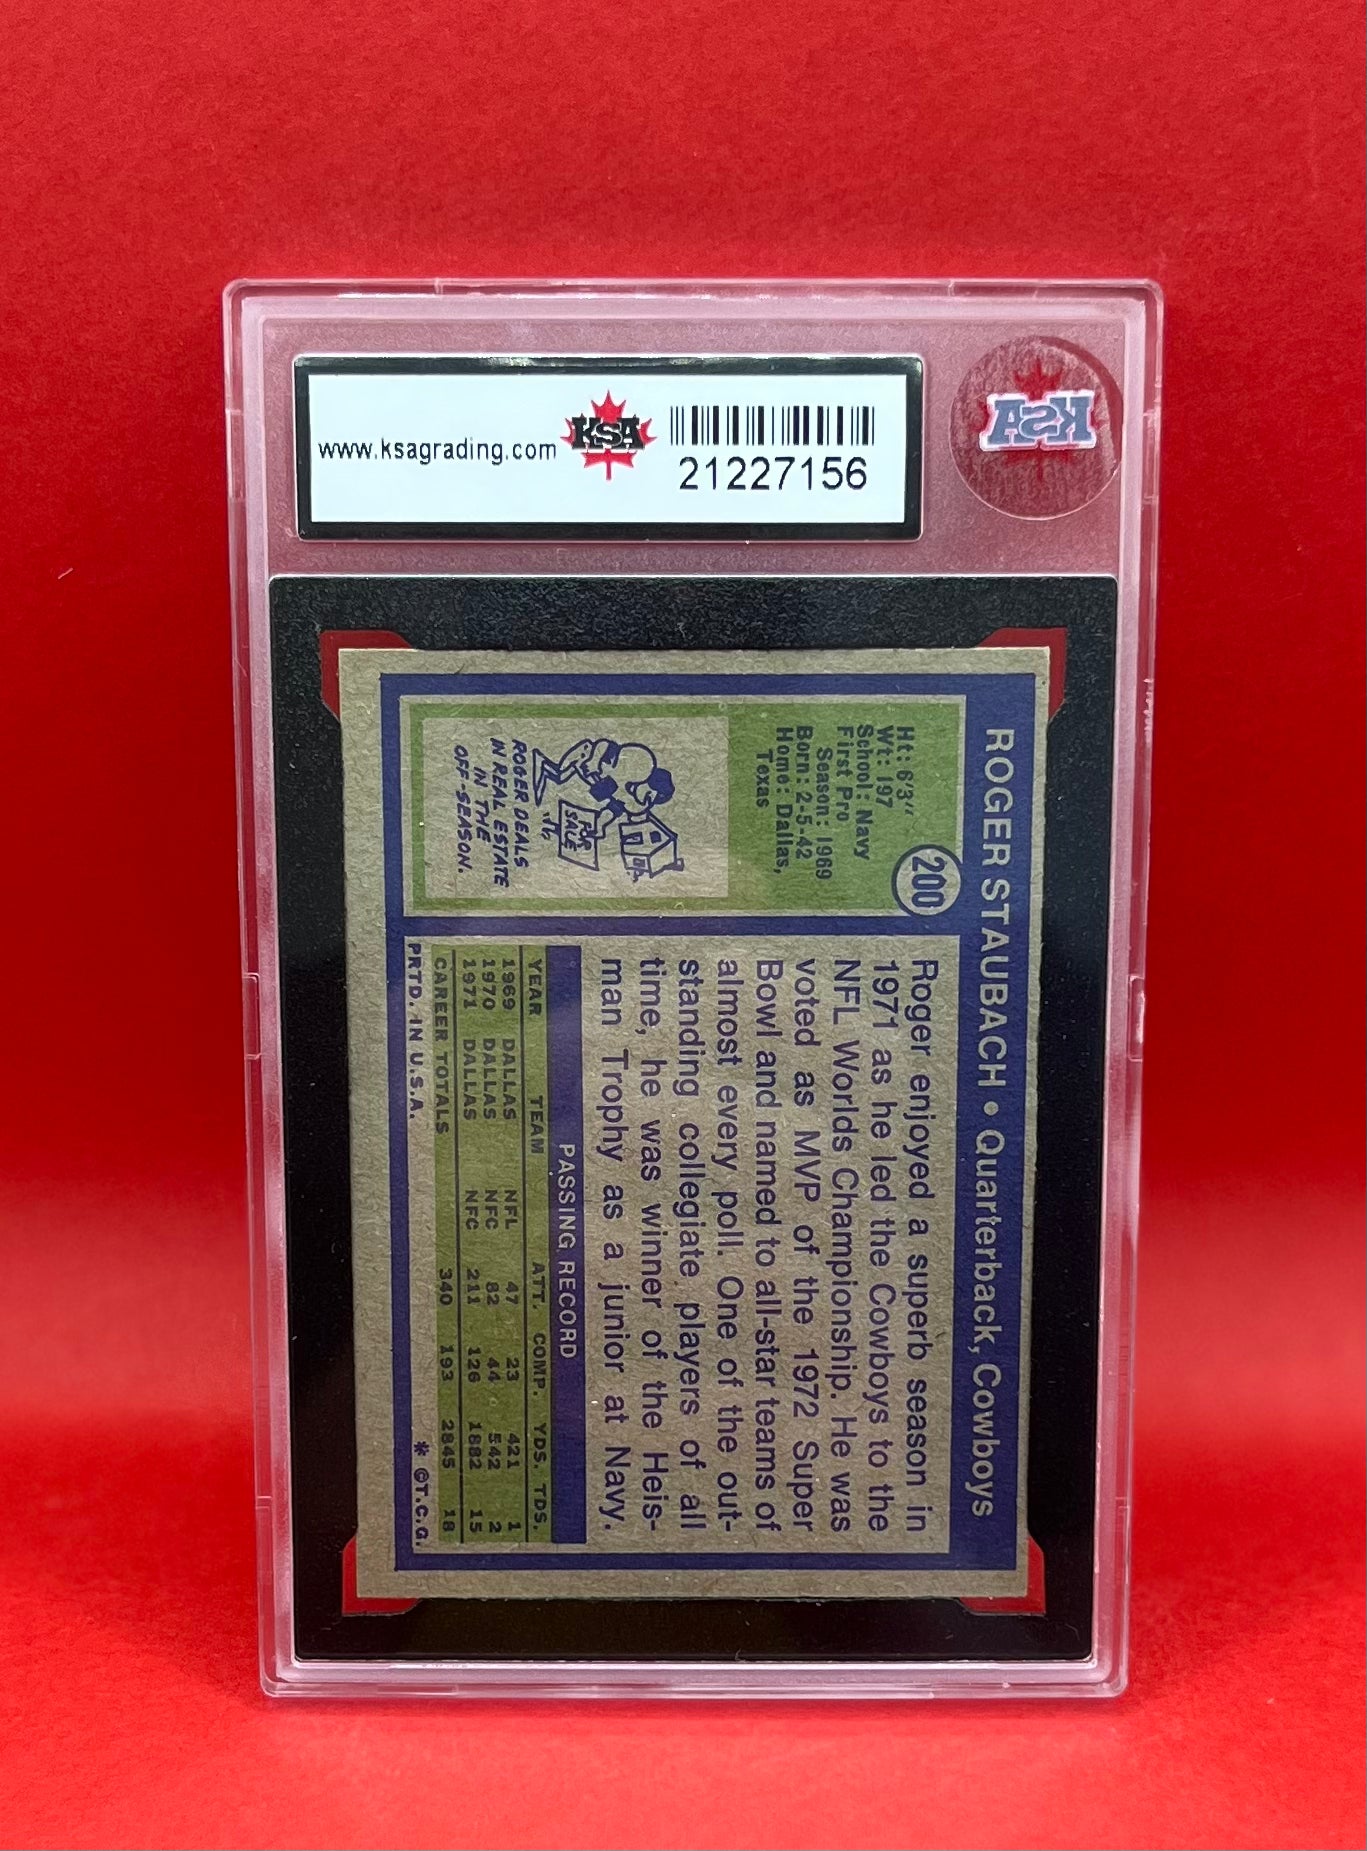 www.ksagrading.com
KSA
21227156
KSA
ROGER STAUBACH • Quarterback, Cowboys
200
Ht: 6'3"
Wt: 197
School: Navy
First Pro
Season: 1969
Born: 2-5-42
Home: Dallas,
Texas
FOR
SALE
ROGER DEALS
IN REAL ESTATE
IN THE
OFF-SEASON.
Roger enjoyed a superb season in
1971 as he led the Cowboys to the
NFL Worlds Championship. He was
voted as MVP of the 1972 Super
Bowl and named to all-star teams of
almost every poll. One of the out-
standing collegiate players of all
time, he was winner of the Heis-
man Trophy as a junior at Navy.
PASSING RECORD
YEAR TEAM ATT. COMP. YDS. TDS.
1969 DALLAS NFL 47 23 421 1
1970 DALLAS NFC 82 44 542 2
1971 DALLAS NFC 211 126 1882 15
CAREER TOTALS 340 193 2845 18
PRTD. IN U.S.A. * ©T.C.G.